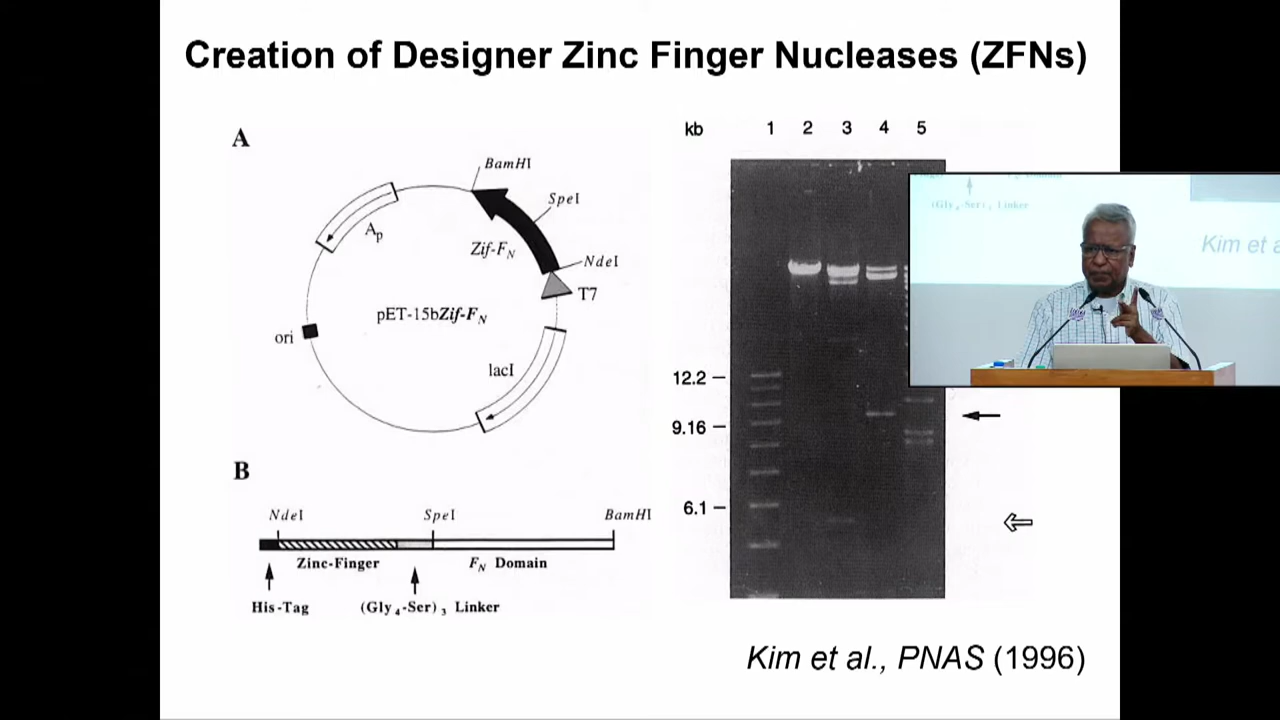 Creation of Designer Zinc Finger Nucleases (ZFNs)
A
BamHI
SpeI
Ap
Zif-FN
NdeI
T7
pET-15bZif-FN
ori
lacI
B
NdeI SpeI BamHI
Zinc-Finger FN Domain
His-Tag (Gly4-Ser)3 Linker
kb 1 2 3 4 5
12.2
9.16
6.1
(Gly4-Ser)3 Linker
Kim et a
Kim et al., PNAS (1996)